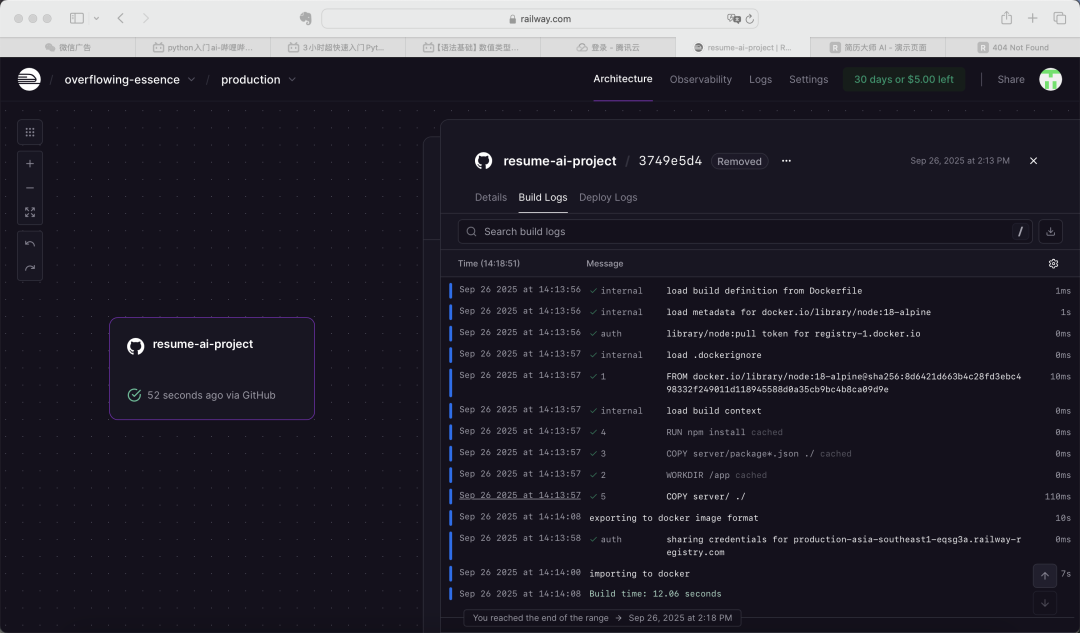 railway.com
微信广告
python入门ai-哔哩哔...
3小时超快速入门Pyt...
【语法基础】数值类型...
登录 - 腾讯云
resume-ai-project | R...
简历大师 AI - 演示页面
404 Not Found
/ overflowing-essence / production
Architecture Observability Logs Settings 30 days or $5.00 left Share
resume-ai-project / 3749e5d4 Removed ... Sep 26, 2025 at 2:13 PM
Details Build Logs Deploy Logs
Search build logs /
Time (14:18:51) Message
Sep 26 2025 at 14:13:56 internal load build definition from Dockerfile 1ms
Sep 26 2025 at 14:13:56 internal load metadata for docker.io/library/node:18-alpine 1s
Sep 26 2025 at 14:13:56 auth library/node:pull token for registry-1.docker.io 0ms
Sep 26 2025 at 14:13:57 internal load .dockerignore 0ms
Sep 26 2025 at 14:13:57 1 FROM docker.io/library/node:18-alpine@sha256:8d6421d663b4c28fd3ebc4 10ms
98332f249011d118945588d0a35cb9bc4b8ca09d9e
Sep 26 2025 at 14:13:57 internal load build context 0ms
Sep 26 2025 at 14:13:57 4 RUN npm install cached 0ms
Sep 26 2025 at 14:13:57 3 COPY server/package*.json ./ cached 0ms
Sep 26 2025 at 14:13:57 2 WORKDIR /app cached 0ms
Sep 26 2025 at 14:13:57 5 COPY server/ ./ 110ms
Sep 26 2025 at 14:14:08 exporting to docker image format 10s
Sep 26 2025 at 14:13:58 auth sharing credentials for production-asia-southeast1-eqsg3a.railway-r 0ms
egistry.com
Sep 26 2025 at 14:14:00 importing to docker 7s
Sep 26 2025 at 14:14:08 Build time: 12.06 seconds
You reached the end of the range → Sep 26, 2025 at 2:18 PM
resume-ai-project
52 seconds ago via GitHub